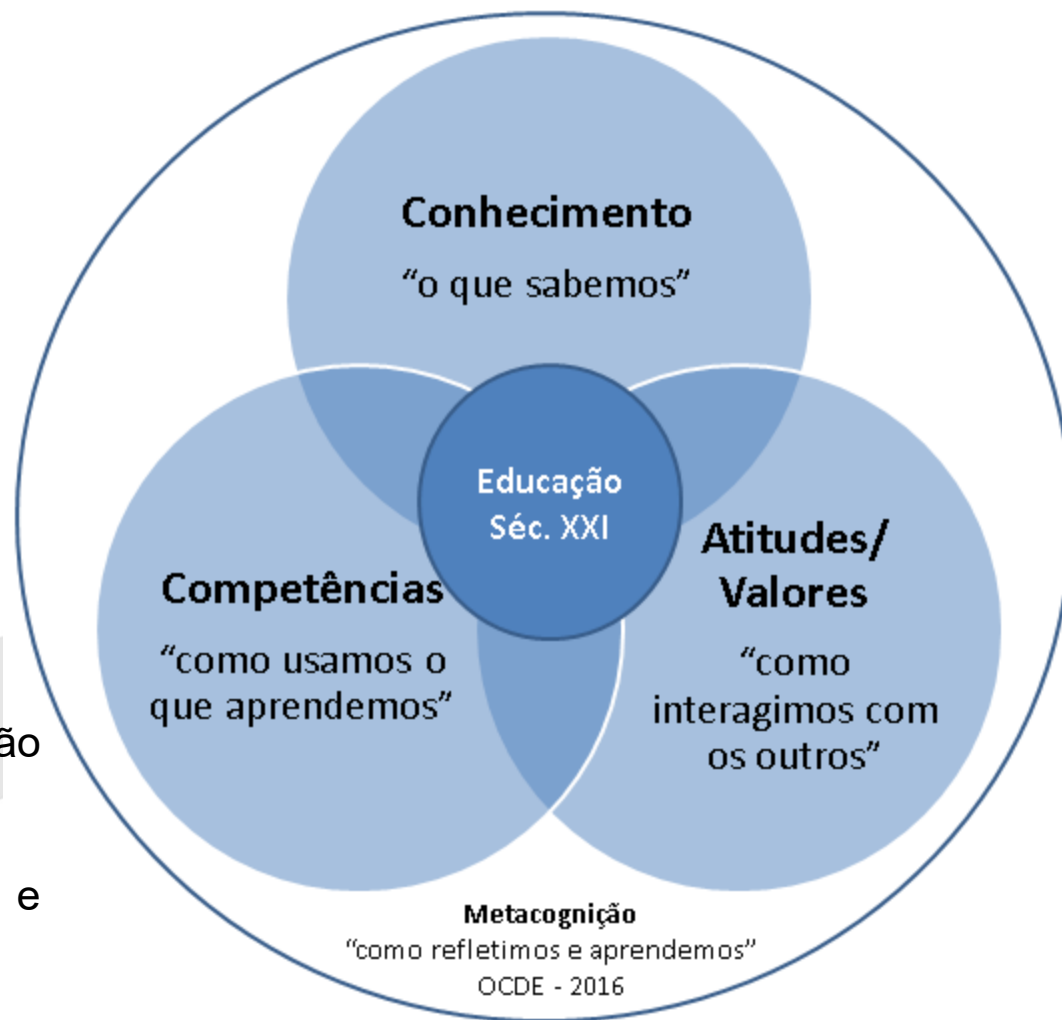 Conhecimento
“o que sabemos”
Educação
Séc. XXI
Competências
“como usamos o
que aprendemos”
Atitudes/
Valores
“como
interagimos com
os outros”
ão
e
Metacognição
“como refletimos e aprendemos”
OCDE - 2016